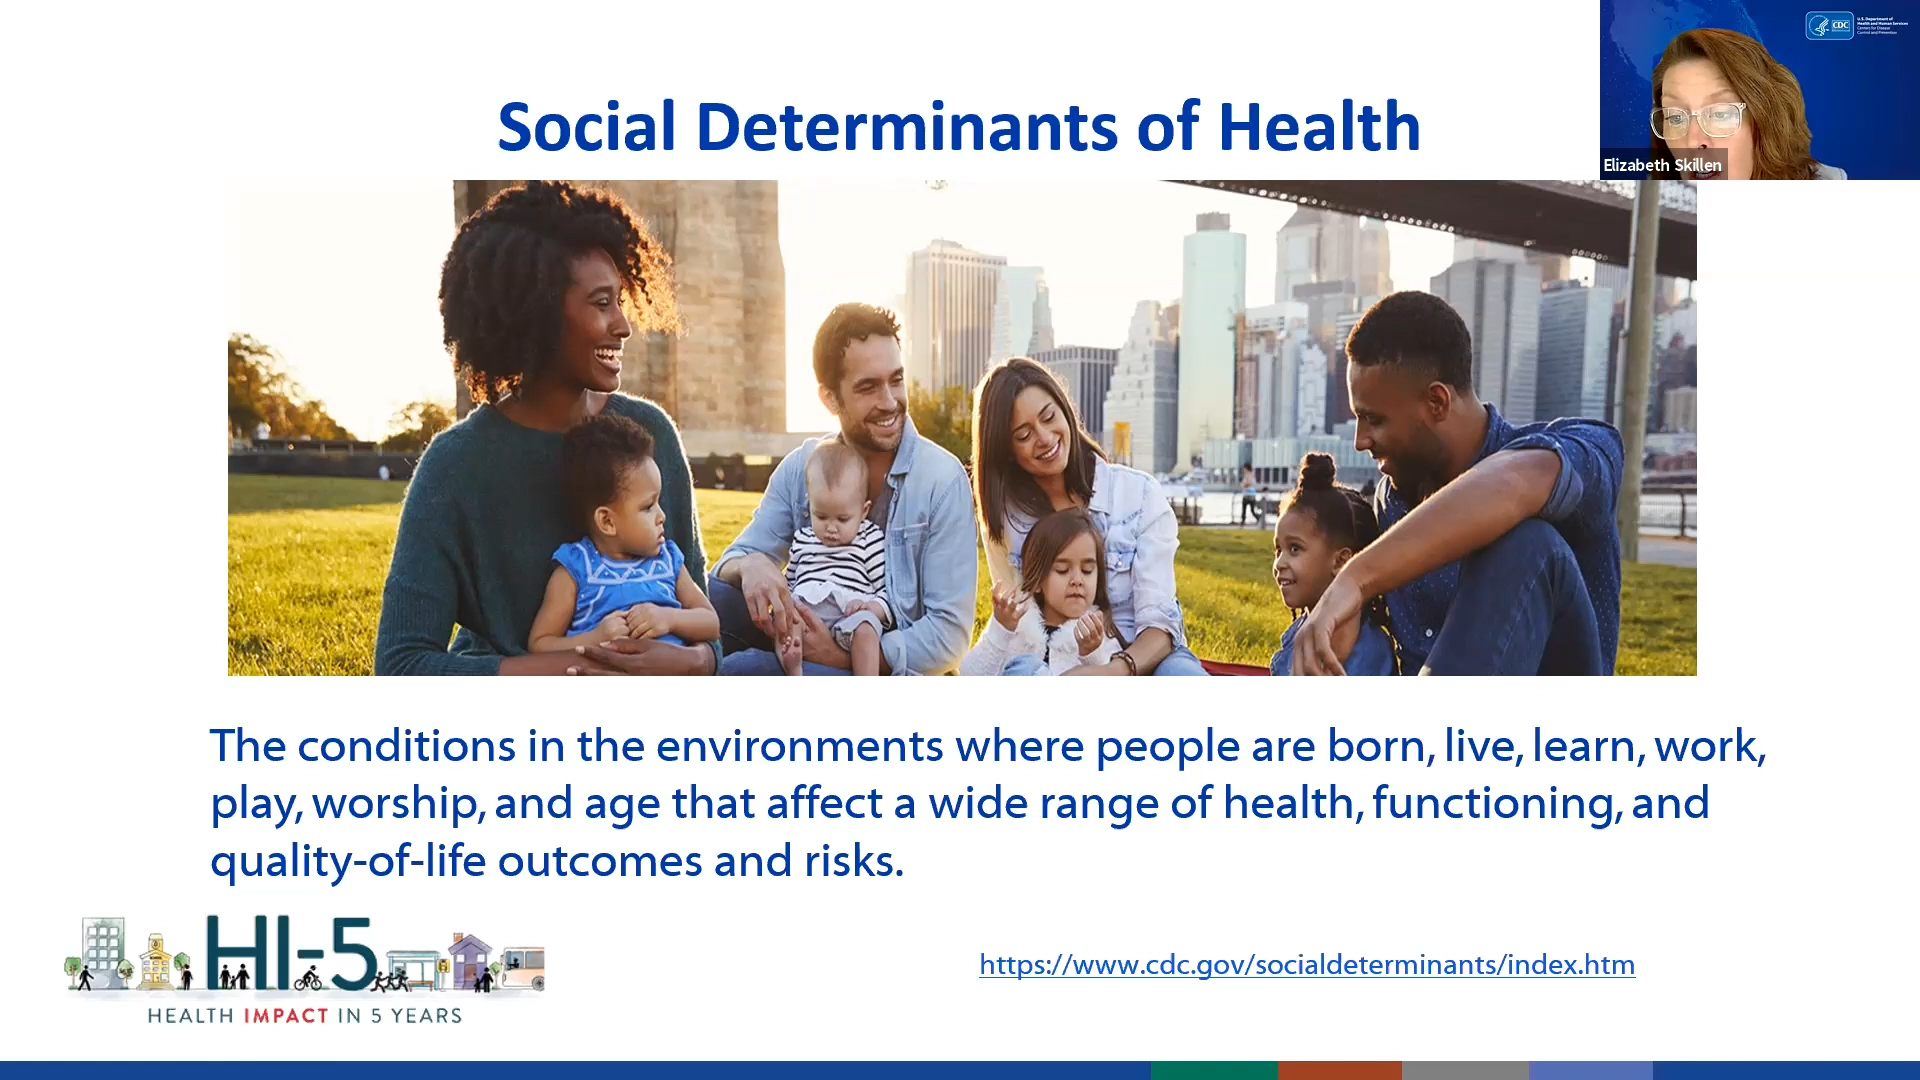 Social Determinants of Health
CDC
U.S. Department of
Health and Human Services
Centers for Disease
Control and Prevention
Elizabeth Skillen
The conditions in the environments where people are born, live, learn, work,
play, worship, and age that affect a wide range of health, functioning, and
quality-of-life outcomes and risks.
HI-5
HEALTH IMPACT IN 5 YEARS
https://www.cdc.gov/socialdeterminants/index.htm